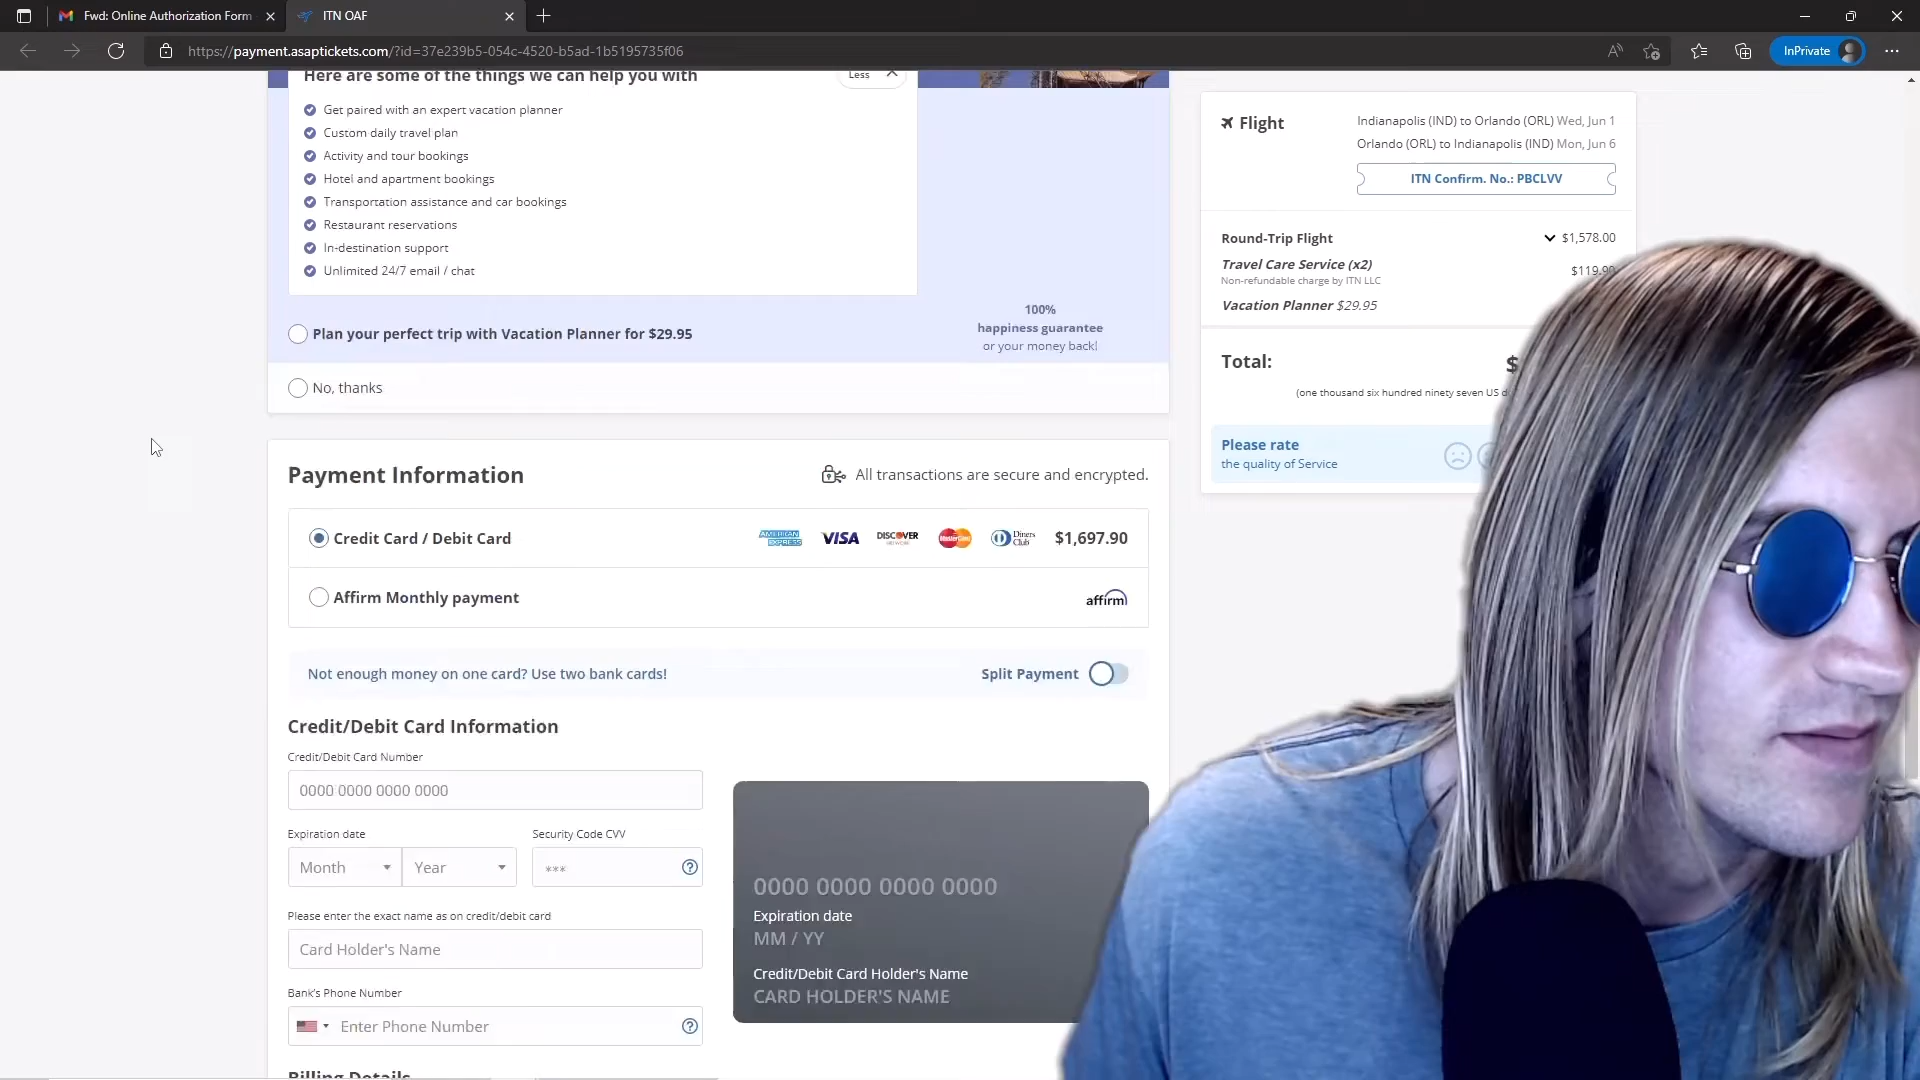 Fwd: Online Authorization Form
ITN OAF
https://payment.asaptickets.com/?id=37e239b5-054c-4520-b5ad-1b5195735f06
InPrivate
Here are some of the things we can help you with
Less
Get paired with an expert vacation planner
Custom daily travel plan
Activity and tour bookings
Hotel and apartment bookings
Transportation assistance and car bookings
Restaurant reservations
In-destination support
Unlimited 24/7 email / chat
Plan your perfect trip with Vacation Planner for $29.95
100%
happiness guarantee
or your money back!
No, thanks
Payment Information
All transactions are secure and encrypted.
Credit Card / Debit Card
AMERICAN EXPRESS
VISA
DISCOVER
MasterCard
Diners Club
$1,697.90
Affirm Monthly payment
affirm
Not enough money on one card? Use two bank cards!
Split Payment
Credit/Debit Card Information
Credit/Debit Card Number
0000 0000 0000 0000
Expiration date
Security Code CVV
Month
Year
***
Please enter the exact name as on credit/debit card
Card Holder's Name
Bank's Phone Number
Enter Phone Number
Billing Details
0000 0000 0000 0000
Expiration date
MM / YY
Credit/Debit Card Holder's Name
CARD HOLDER'S NAME
Flight
Indianapolis (IND) to Orlando (ORL) Wed, Jun 1
Orlando (ORL) to Indianapolis (IND) Mon, Jun 6
ITN Confirm. No.: PBCLVV
Round-Trip Flight
$1,578.00
Travel Care Service (x2)
$119.90
Non-refundable charge by ITN LLC
Vacation Planner $29.95
Total:
$
(one thousand six hundred ninety seven US
Please rate
the quality of Service